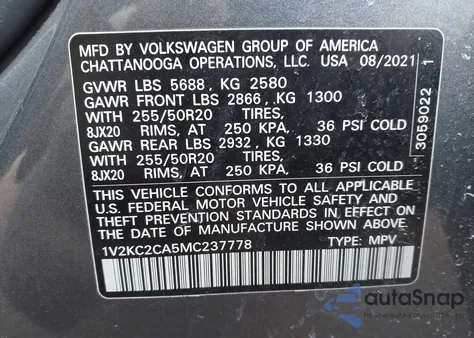 MFD BY VOLKSWAGEN GROUP OF AMERICA
CHATTANOOGA OPERATIONS, LLC. USA 08/2021
GVWR LBS 5688, KG 2580
GAWR FRONT LBS 2866, KG 1300
WITH 255/50R20 TIRES,
8JX20 RIMS, AT 250 KPA, 36 PSI COLD
GAWR REAR LBS 2932, KG 1330
WITH 255/50R20 TIRES,
8JX20 RIMS, AT 250 KPA, 36 PSI COLD
THIS VEHICLE CONFORMS TO ALL APPLICABLE
U.S. FEDERAL MOTOR VEHICLE SAFETY AND
THEFT PREVENTION STANDARDS IN EFFECT ON
THE DATE OF MANUFACTURE SHOWN ABOVE.
1V2KC2CA5MC237778 TYPE: MPV
3059022 1
autoSnap